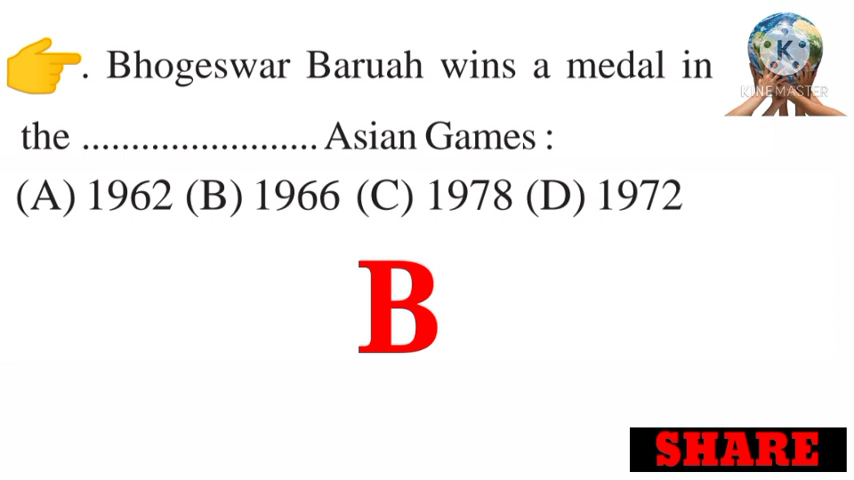 . Bhogeswar Baruah wins a medal in
the ....................... Asian Games :
(A) 1962 (B) 1966 (C) 1978 (D) 1972
B
SHARE
K
KINEMASTER